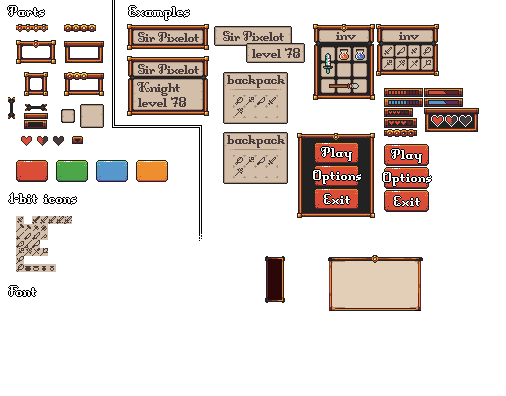 Parts
Examples
Sir Pixelot
Sir Pixelot
level '78
inv
inv
Sir Pixelot
Knight
level '78
backpack
backpack
Play
Options
Exit
Play
Options
Exit
1-bit icons
Font